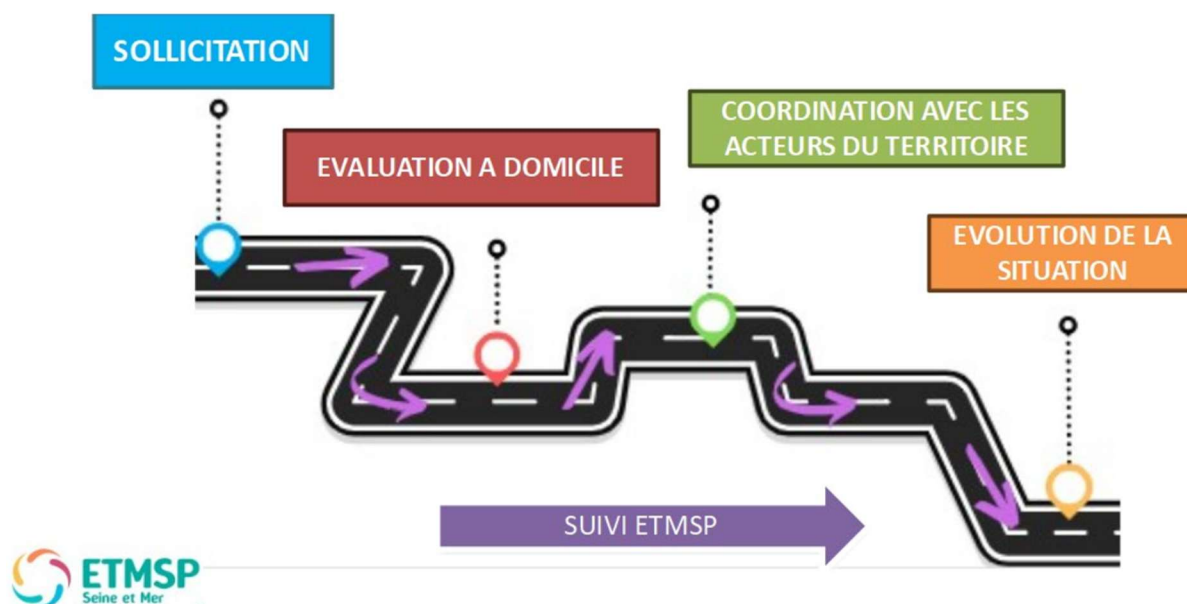 SOLLICITATION
EVALUATION A DOMICILE
COORDINATION AVEC LES
ACTEURS DU TERRITOIRE
EVOLUTION DE LA
SITUATION
SUIVI ETMSP
ETMSP
Seine et Mer